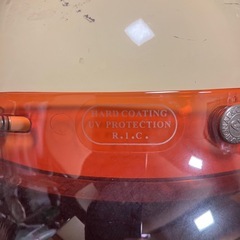 HARD COATING
UV PROTECTION
R.I.C.